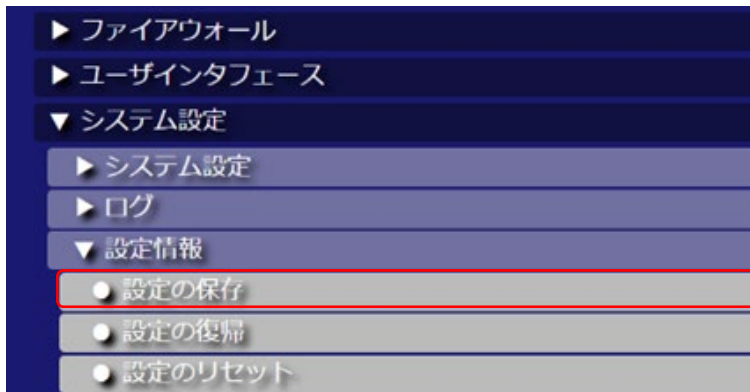 ▶ ファイアウォール
▶ ユーザインタフェース
▼ システム設定
▶ システム設定
▶ ログ
▼ 設定情報
● 設定の保存
● 設定の復帰
● 設定のリセット